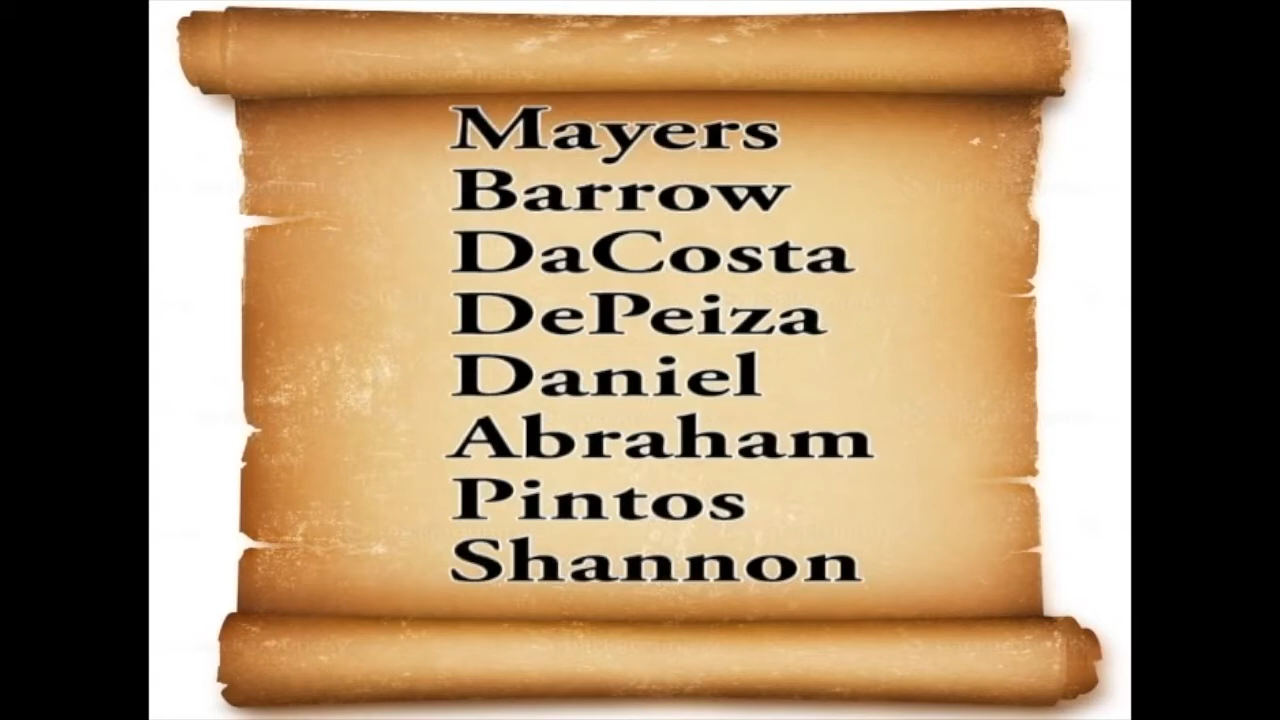 Mayers
Barrow
DaCosta
DePeiza
Daniel
Abraham
Pintos
Shannon